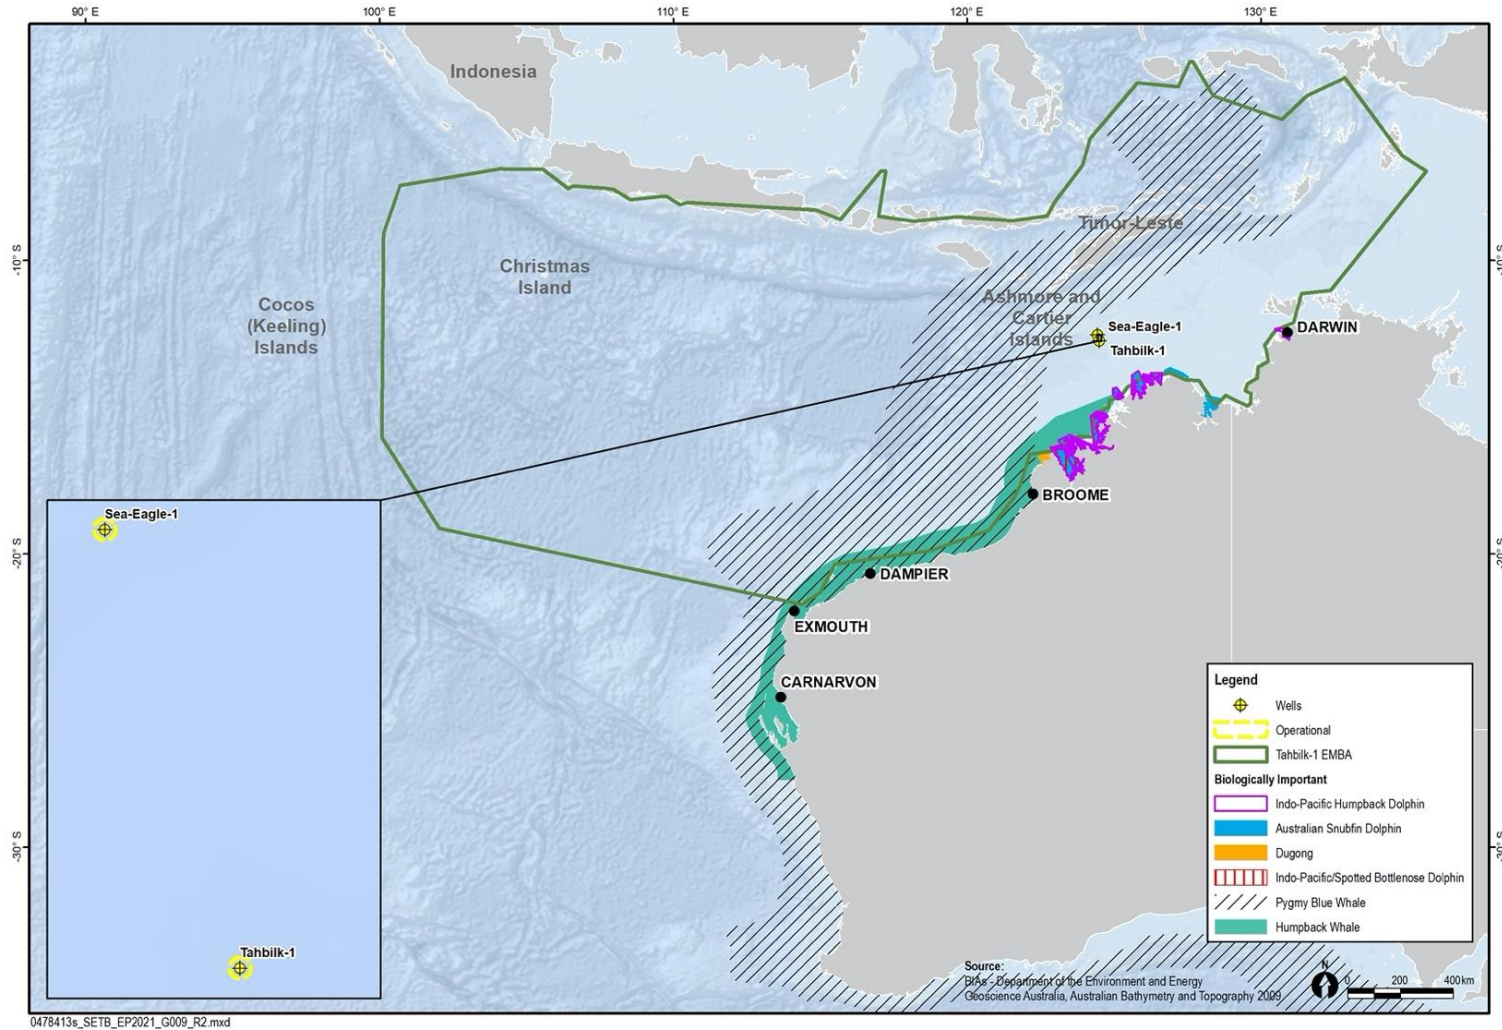 90° E
100° E
110° E
120° E
130° E
Indonesia
Timor-Leste
-10° S
-10° S
Christmas
Island
Cocos
(Keeling)
Islands
Ashmore and
Cartier
Islands
Sea-Eagle-1
Tahbilk-1
DARWIN
BROOME
Sea-Eagle-1
-20° S
-20° S
DAMPIER
EXMOUTH
CARNARVON
Legend
Wells
Operational
Tahbilk-1 EMBA
Biologically Important
Indo-Pacific Humpback Dolphin
Australian Snubfin Dolphin
Dugong
Indo-Pacific/Spotted Bottlenose Dolphin
Pygmy Blue Whale
Humpback Whale
-30° S
-30° S
Tahbilk-1
Source:
BIAs - Department of the Environment and Energy
Geoscience Australia, Australian Bathymetry and Topography 2009
N
0 200 400km
0478413s_SETB_EP2021_G009_R2.mxd